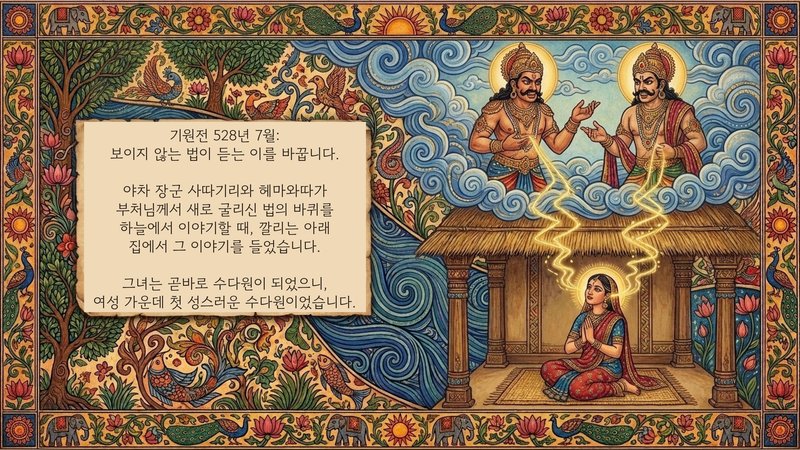 기원전 528년 7월:
보이지 않는 법이 듣는 이를 바꿉니다.
야차 장군 사따기리와 헤마와따가
부처님께서 새로 굴리신 법의 바퀴를
하늘에서 이야기할 때, 깔리는 아래
집에서 그 이야기를 들었습니다.
그녀는 곧바로 수다원이 되었으니,
여성 가운데 첫 성스러운 수다원이었습니다.